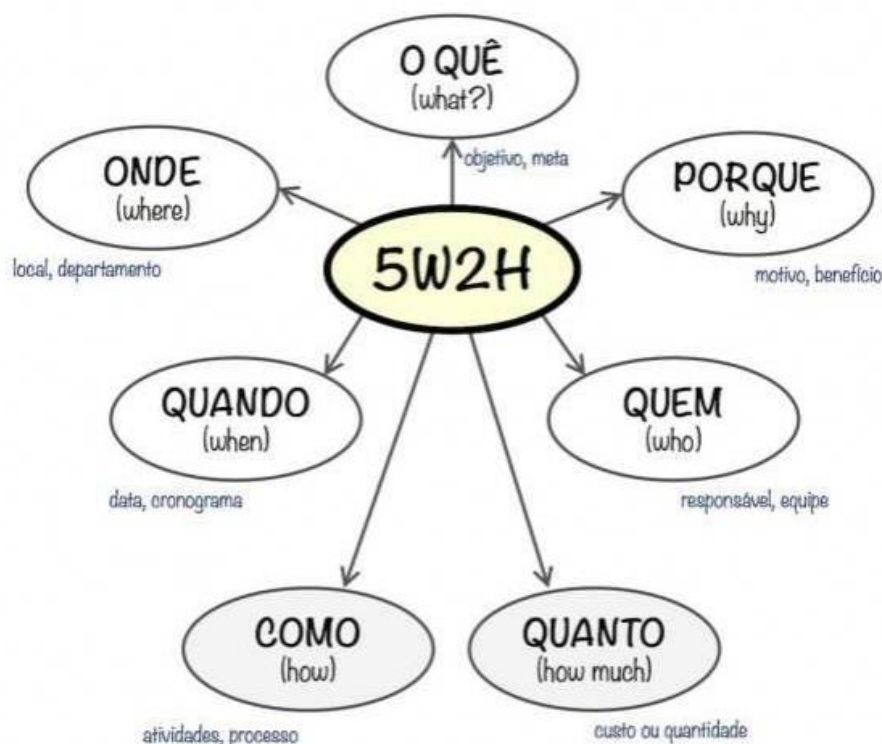 O QUÊ
(what?)
objetivo, meta
ONDE
(where)
local, departamento
PORQUE
(why)
motivo, benefício
5W2H
QUANDO
(when)
data, cronograma
QUEM
(who)
responsável, equipe
COMO
(how)
atividades, processo
QUANTO
(how much)
custo ou quantidade